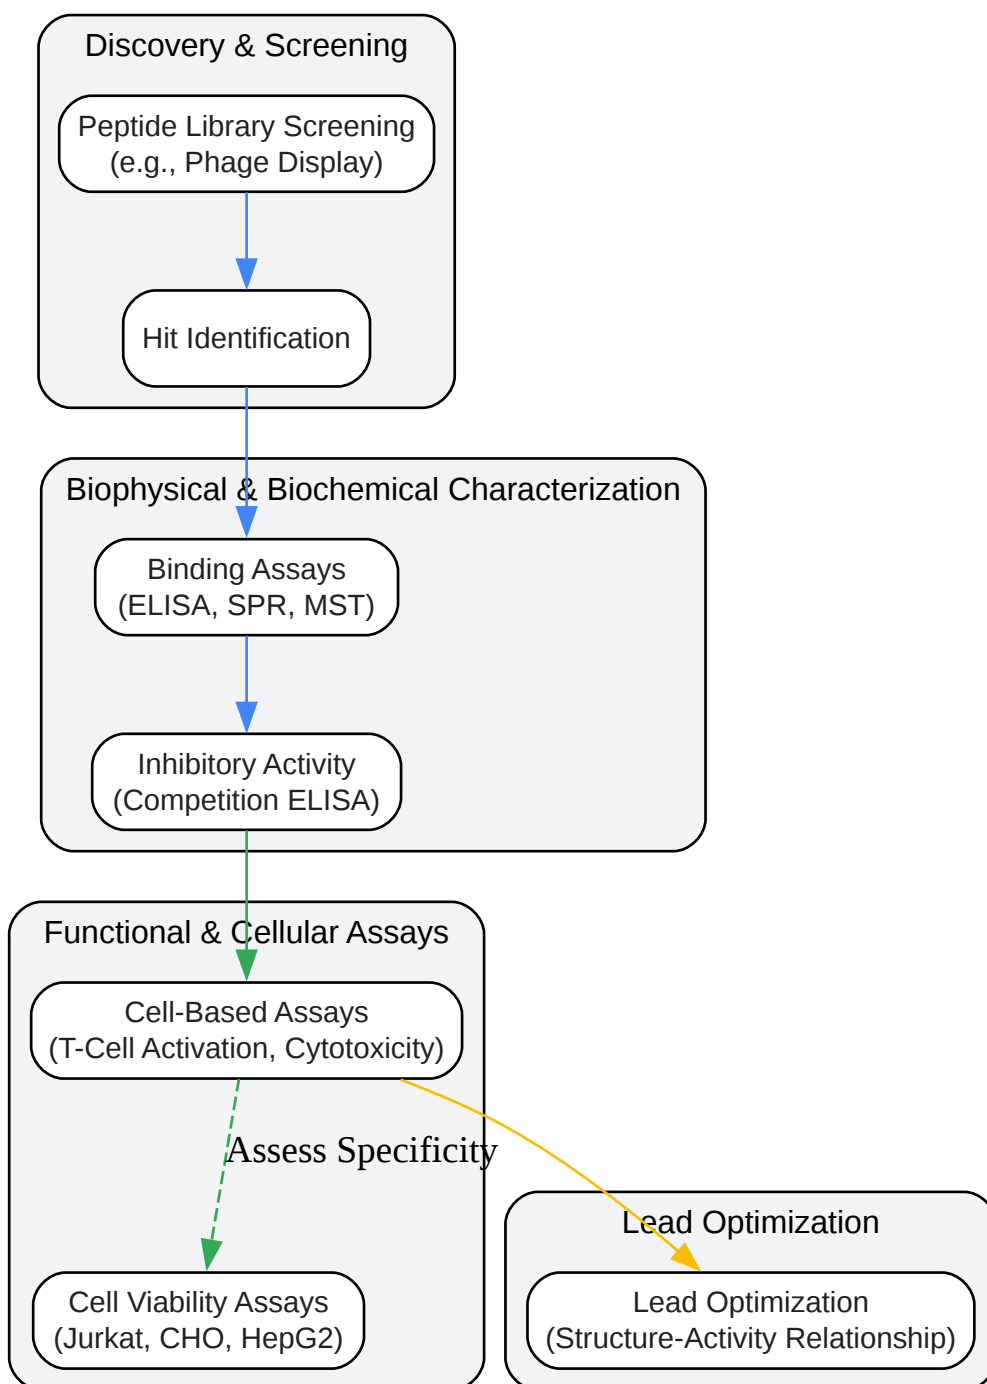 Discovery & Screening
Peptide Library Screening
(e.g., Phage Display)
Hit Identification
Biophysical & Biochemical Characterization
Binding Assays
(ELISA, SPR, MST)
Inhibitory Activity
(Competition ELISA)
Functional & Cellular Assays
Cell-Based Assays
(T-Cell Activation, Cytotoxicity)
Assess Specificity
Cell Viability Assays
(Jurkat, CHO, HepG2)
Lead Optimization
Lead Optimization
(Structure-Activity Relationship)